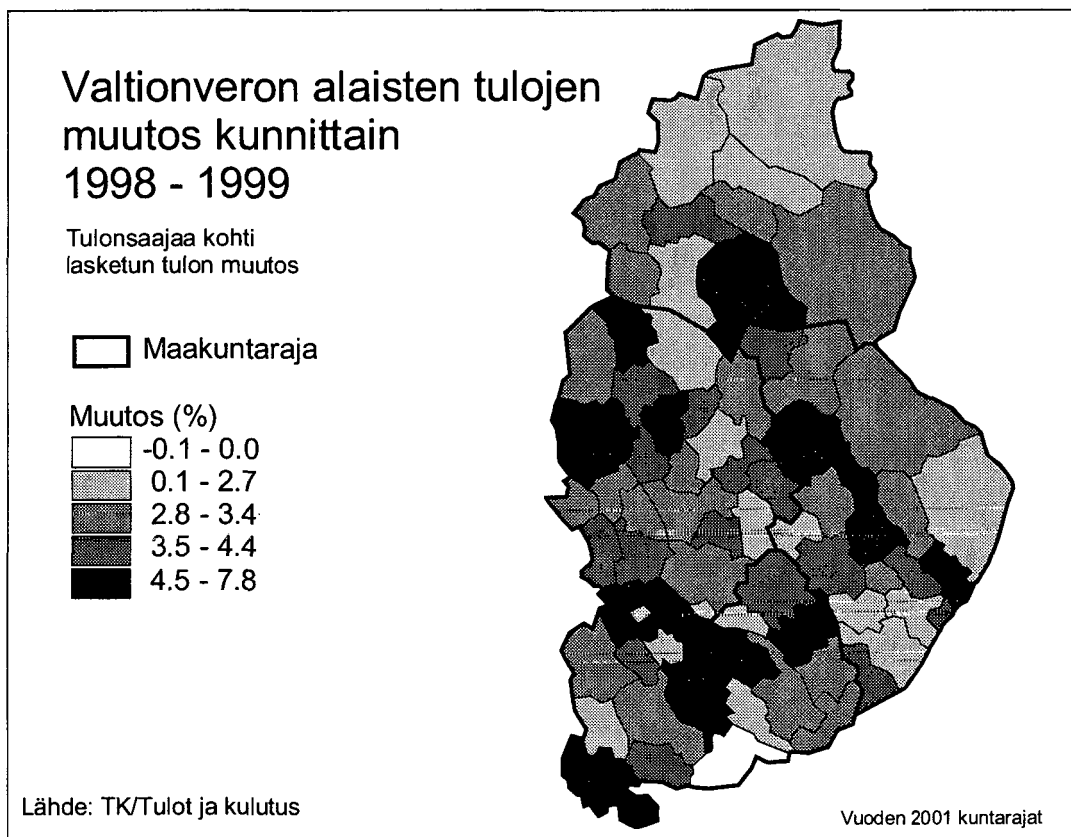 Valtionveron alaisten tulojen
muutos kunnittain
1998 - 1999
Tulonsaajaa kohti
lasketun tulon muutos
Maakuntaraja
Muutos (%)
-0.1 - 0.0
0.1 - 2.7
2.8 - 3.4
3.5 - 4.4
4.5 - 7.8
Lähde: TK/Tulot ja kulutus
Vuoden 2001 kuntarajat